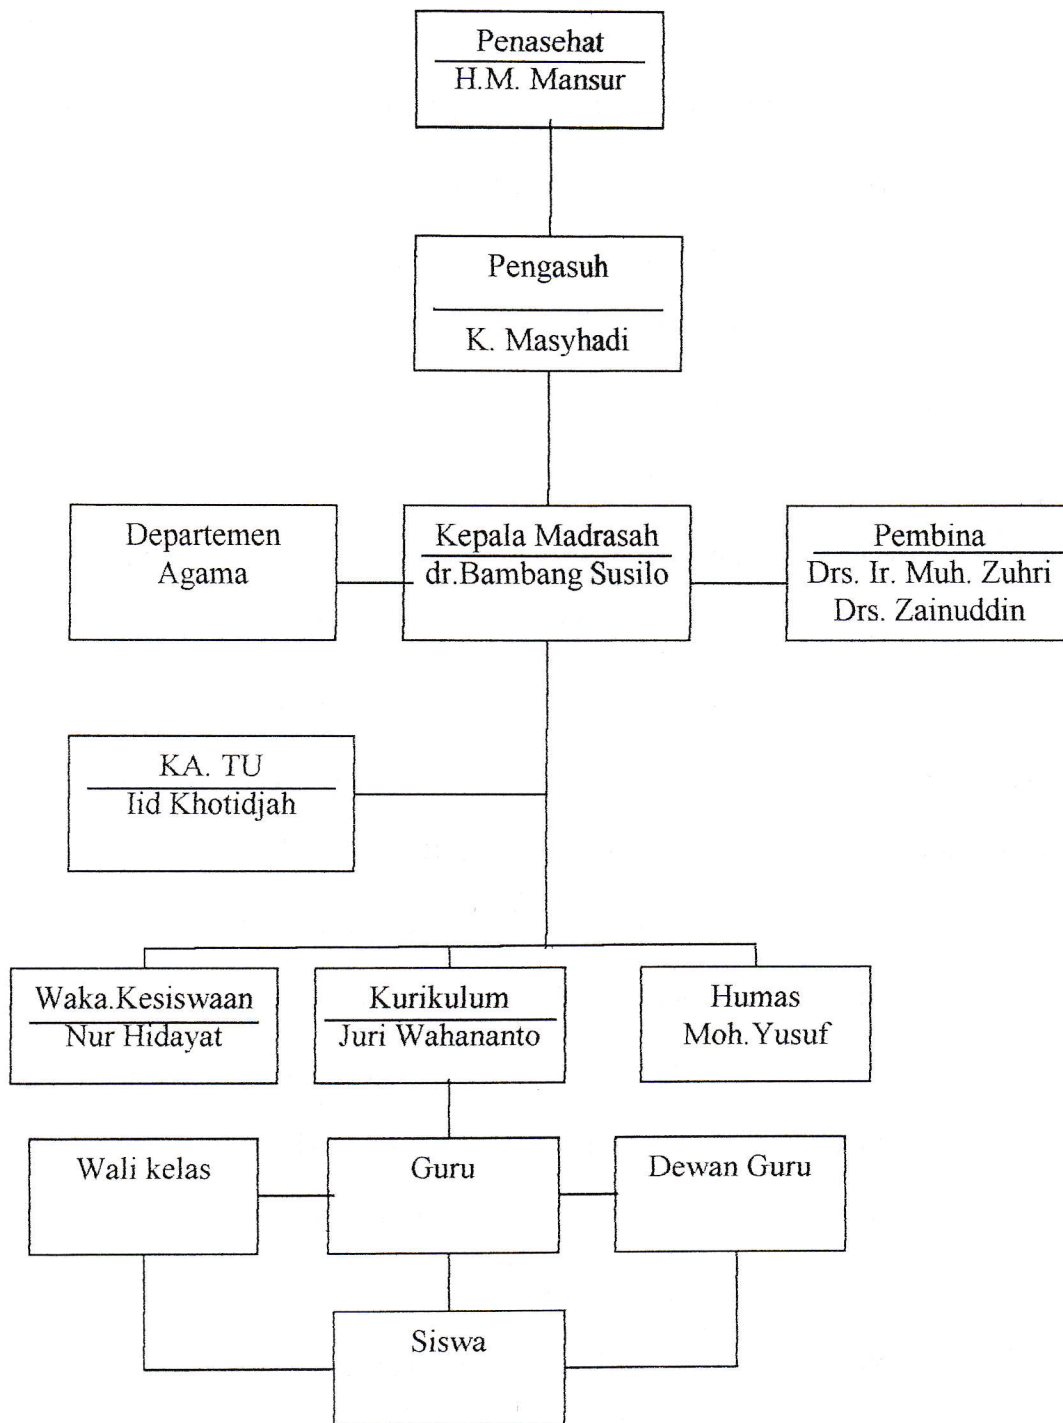 Penasehat
H.M. Mansur
Pengasuh
K. Masyhadi
Departemen
Agama
Kepala Madrasah
dr.Bambang Susilo
Pembina
Drs. Ir. Muh. Zuhri
Drs. Zainuddin
KA. TU
Iid Khotidjah
Waka.Kesiswaan
Nur Hidayat
Kurikulum
Juri Wahananto
Humas
Moh.Yusuf
Wali kelas
Guru
Dewan Guru
Siswa